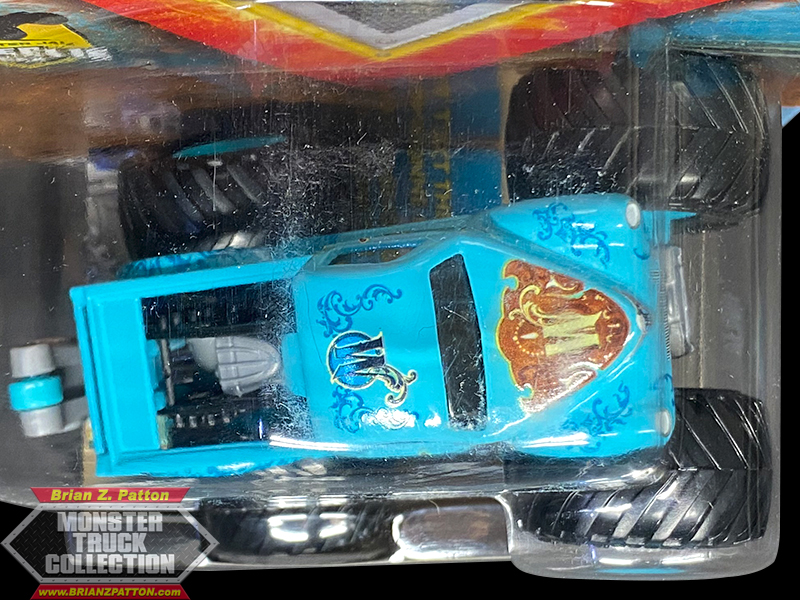 M
M
Brian Z. Patton
MONSTER
TRUCK
COLLECTION
www.BRIANZPATTON.com